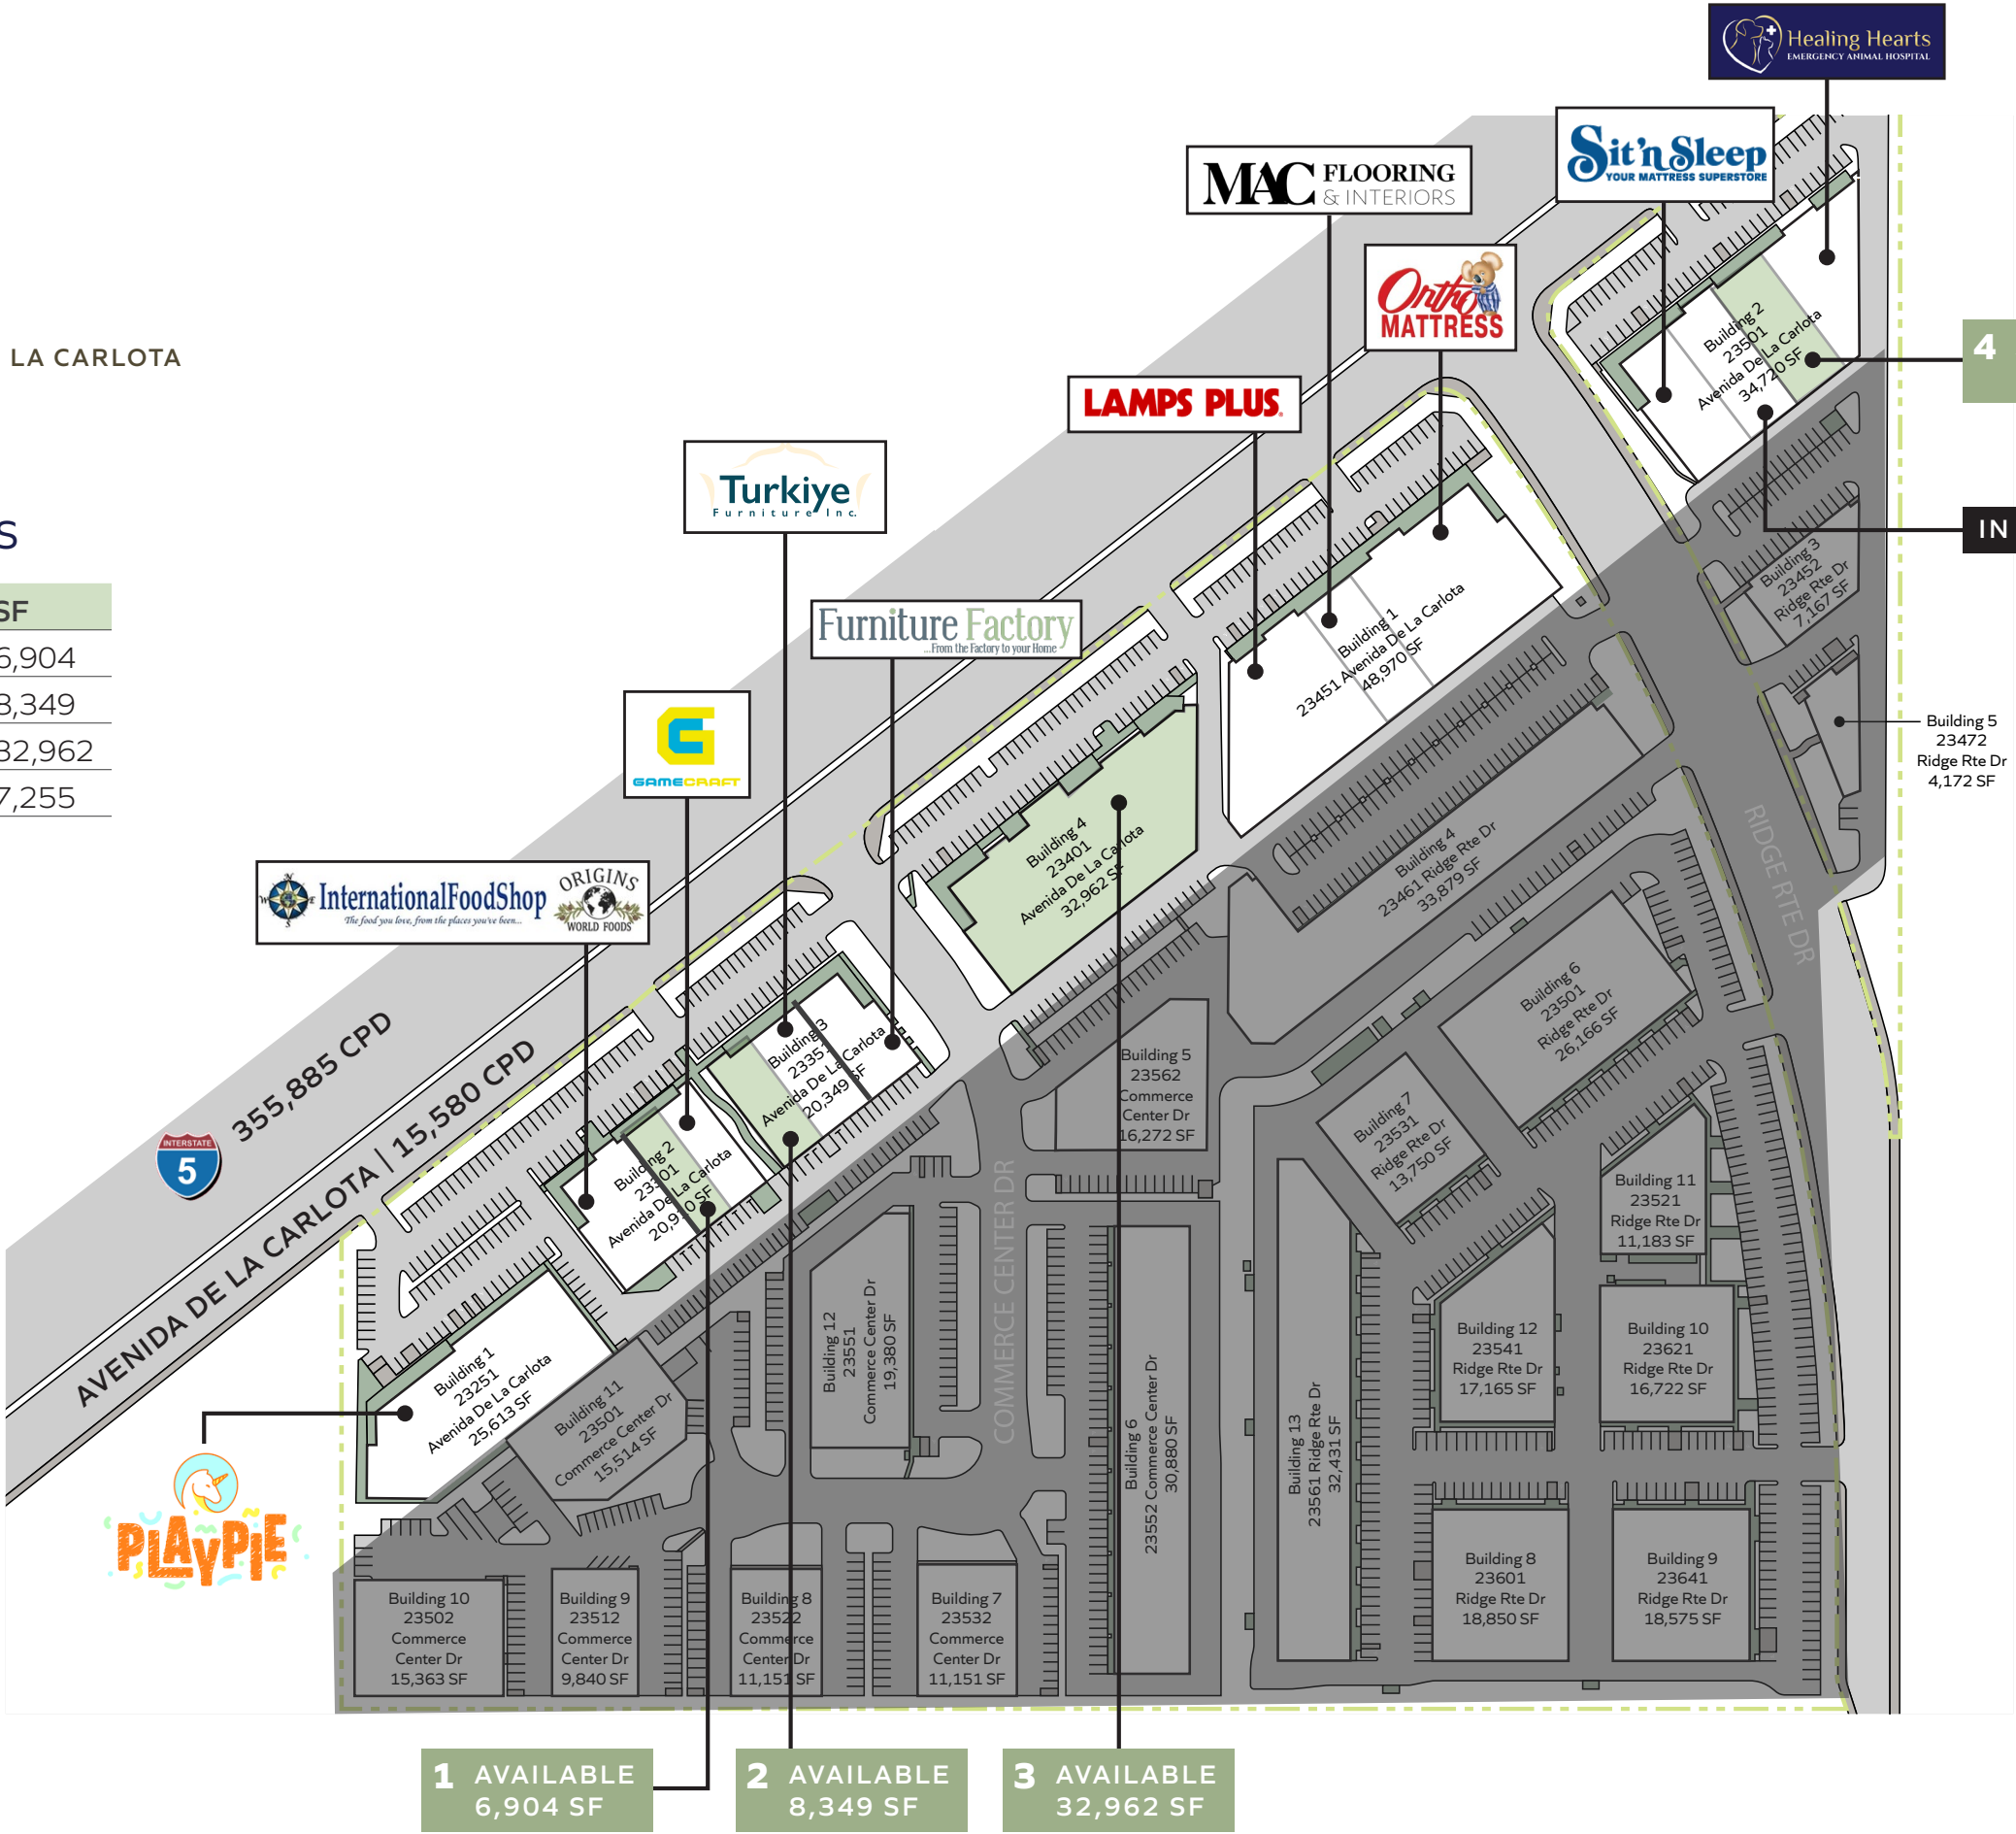 Healing Hearts
EMERGENCY ANIMAL HOSPITAL
Sit'n Sleep
YOUR MATTRESS SUPERSTORE
MAC FLOORING
& INTERIORS
Ortho
MATTRESS
LAMPS PLUS
LA CARLOTA
Turkiye
Furniture Inc.
S
SF
6,904
8,349
32,962
7,255
Furniture Factory
...From the Factory to your Home
GAMECRAFT
InternationalFoodShop
The food you love, from the places you've been...
ORIGINS
WORLD FOODS
W
E
S
4
IN
Building 2
23501
Avenida De La Carlota
34,720 SF
Building 3
23452
Ridge Rte Dr
7,167 SF
Building 5
23472
Ridge Rte Dr
4,172 SF
Building 1
23451 Avenida De La Carlota
48,970 SF
Building 4
23401
Avenida De La Carlota
32,962 SF
Building 4
23461 Ridge Rte Dr
33,879 SF
RIDGE RTE DR
Building 6
23501
Ridge Rte Dr
26,166 SF
Building 7
23531
Ridge Rte Dr
13,750 SF
Building 5
23562
Commerce
Center Dr
16,272 SF
Building 3
2335
Avenida De La Carlota
20,349 SF
INTERSTATE
5
355,885 CPD
AVENIDA DE LA CARLOTA | 15,580 CPD
Building 2
Avenida De La Carlota
Building 1
23251
Avenida De La Carlota
25,613 SF
Building 11
23501
Commerce Center Dr
15,514 SF
Building 12
23551
Commerce Center Dr
19,380 SF
COMMERCE CENTER DR
Building 6
23552 Commerce Center Dr
30,880 SF
Building 13
23561 Ridge Rte Dr
32,431 SF
Building 11
23521
Ridge Rte Dr
11,183 SF
Building 12
23541
Ridge Rte Dr
17,165 SF
Building 10
23621
Ridge Rte Dr
16,722 SF
PLAYPIE
Building 10
23502
Commerce
Center Dr
15,363 SF
Building 9
23512
Commerce
Center Dr
9,840 SF
Building 8
23522
Commerce
Center Dr
11,151 SF
Building 7
23532
Commerce
Center Dr
11,151 SF
Building 8
23601
Ridge Rte Dr
18,850 SF
Building 9
23641
Ridge Rte Dr
18,575 SF
1 AVAILABLE
6,904 SF
2 AVAILABLE
8,349 SF
3 AVAILABLE
32,962 SF